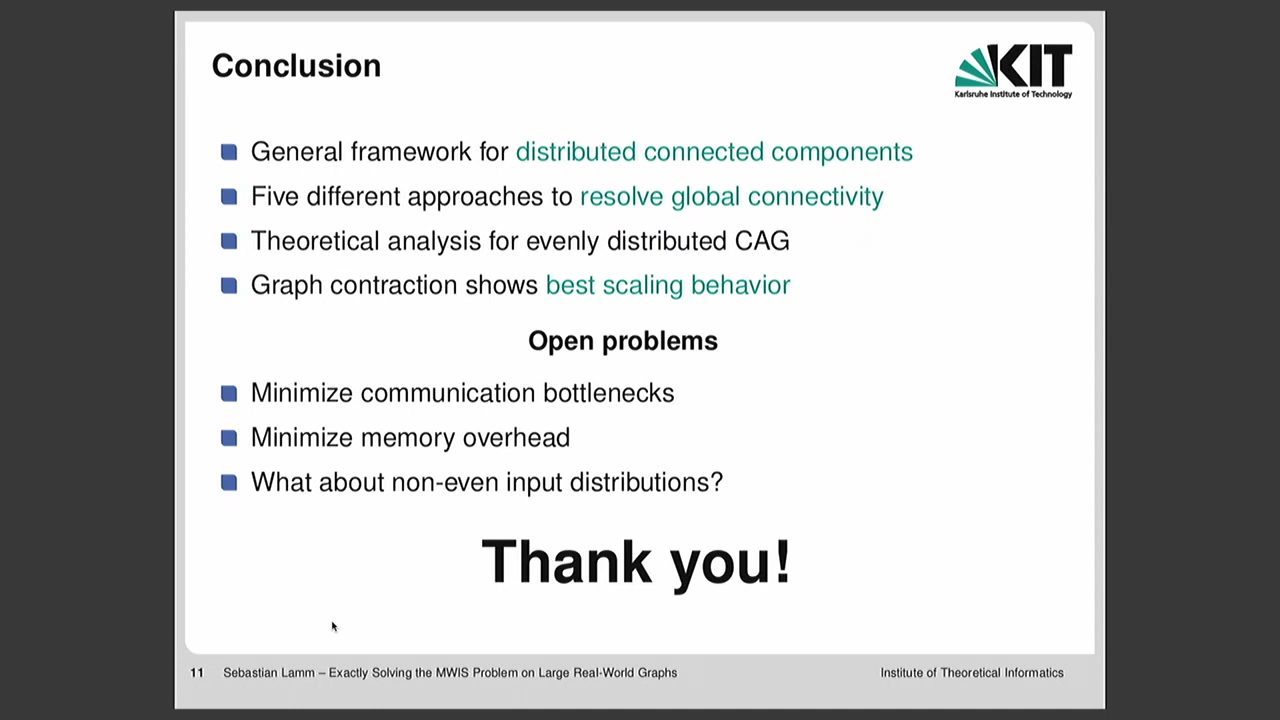 Conclusion
KIT
Karlsruhe Institute of Technology
General framework for distributed connected components
Five different approaches to resolve global connectivity
Theoretical analysis for evenly distributed CAG
Graph contraction shows best scaling behavior
Open problems
Minimize communication bottlenecks
Minimize memory overhead
What about non-even input distributions?
Thank you!
11 Sebastian Lamm – Exactly Solving the MWIS Problem on Large Real-World Graphs Institute of Theoretical Informatics